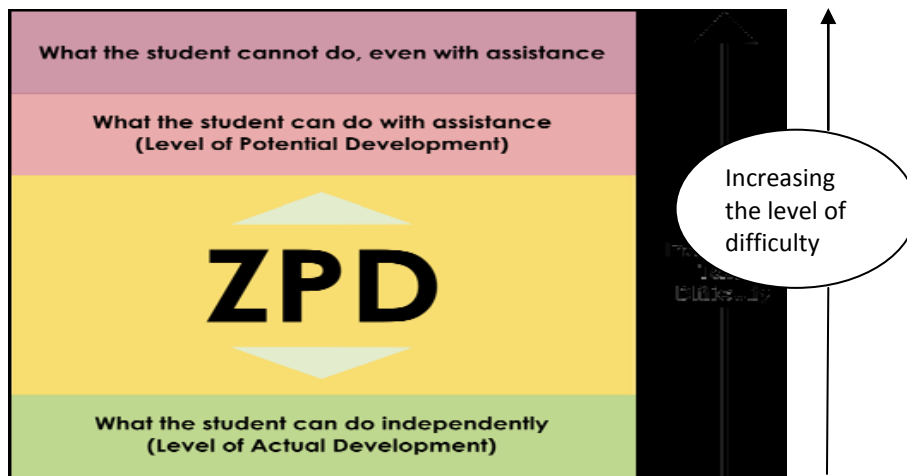 What the student cannot do, even with assistance
What the student can do with assistance
(Level of Potential Development)
ZPD
What the student can do independently
(Level of Actual Development)
Increasing
the level of
difficulty